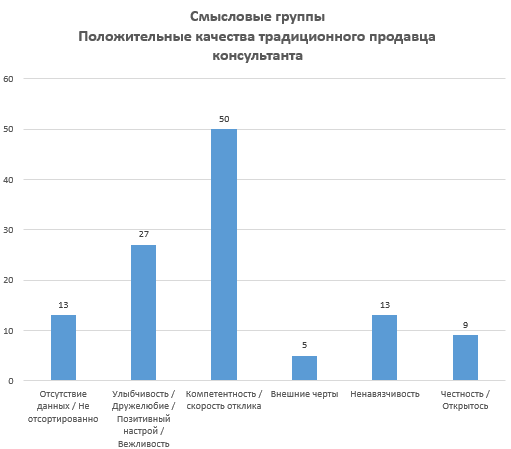 Смысловые группы
Положительные качества традиционного продавца
консультанта
60
50
40
30
20
10
0
13
27
50
5
13
9
Отсутствие
данных / Не
отсортированно
Улыбчивость /
Дружелюбие /
Позитивный
настрой /
Вежливость
Компетентность /
скорость отклика
Внешние черты
Ненавязчивость
Честность /
Открытось